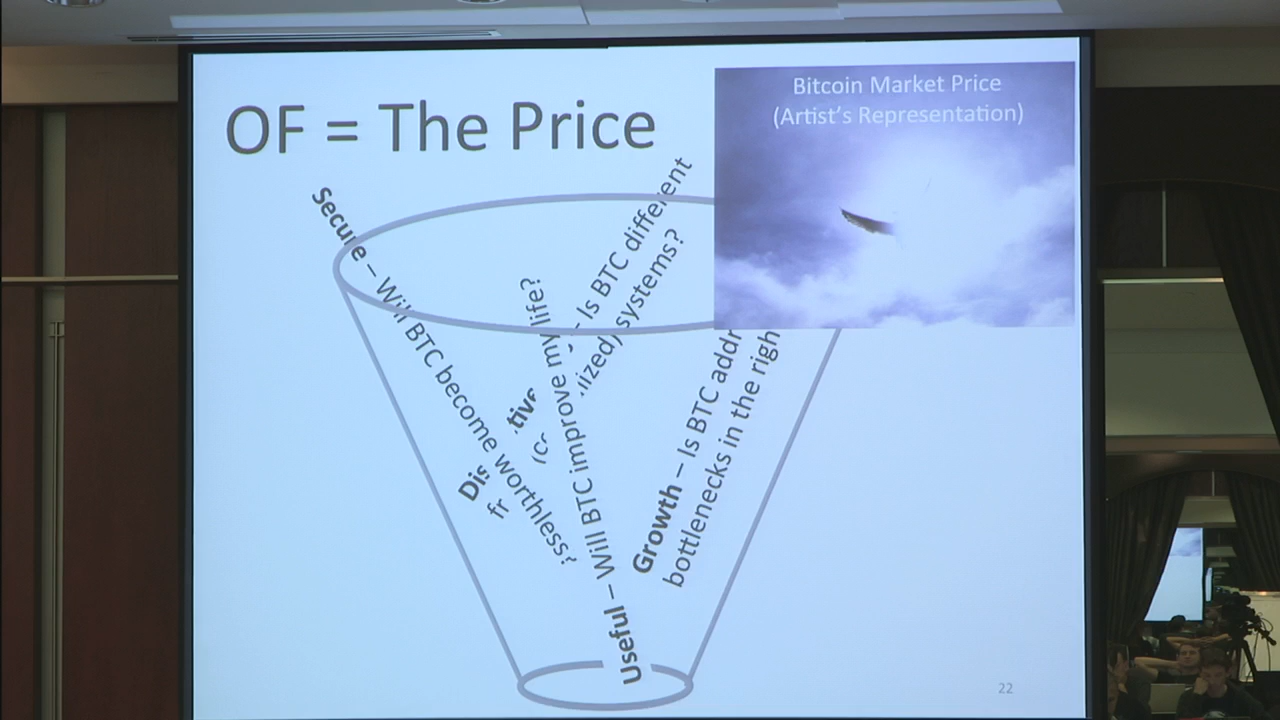 OF = The Price
Bitcoin Market Price
(Artist's Representation)
Secure – Will BTC become worthless?
Dis tive – Is BTC different
fr (c lized) systems?
Useful – Will BTC improve my life?
Growth – Is BTC addr
bottlenecks in the righ
22